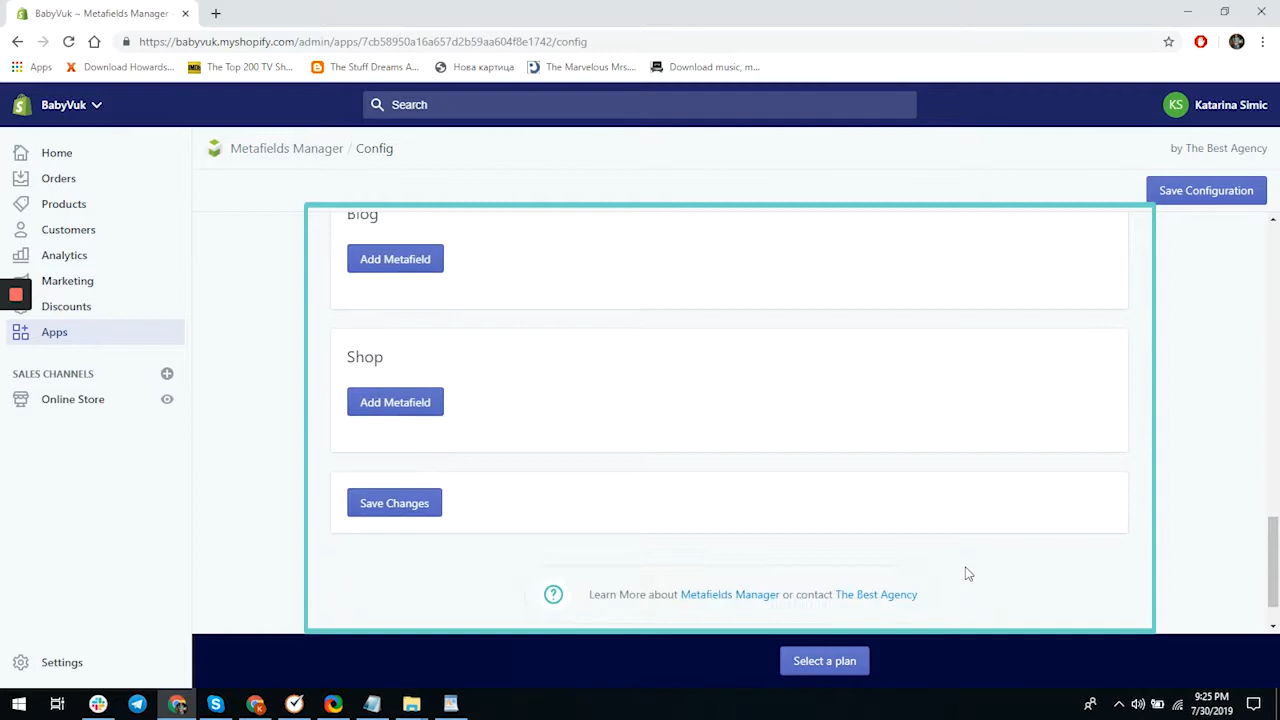 BabyVuk ~ Metafields Manager
https://babyvuk.myshopify.com/admin/apps/7cb58950a16a657d2b59aa604f8e1742/config
Apps
Download Howards...
The Top 200 TV Sh...
The Stuff Dreams A...
Нова картица
The Marvelous Mrs....
Download music, m...
BabyVuk
Search
KS
Katarina Simic
Home
Orders
Products
Customers
Analytics
Marketing
Discounts
Apps
SALES CHANNELS
Online Store
Settings
Metafields Manager / Config
by The Best Agency
Save Configuration
Blog
Add Metafield
Shop
Add Metafield
Save Changes
Learn More about Metafields Manager or contact The Best Agency
Select a plan
9:25 PM
7/30/2019